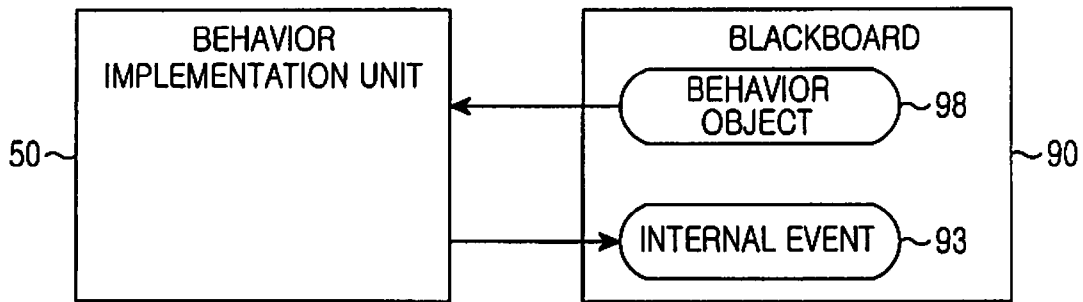 BEHAVIOR
IMPLEMENTATION UNIT
50
BLACKBOARD
BEHAVIOR
OBJECT
98
90
INTERNAL EVENT
93